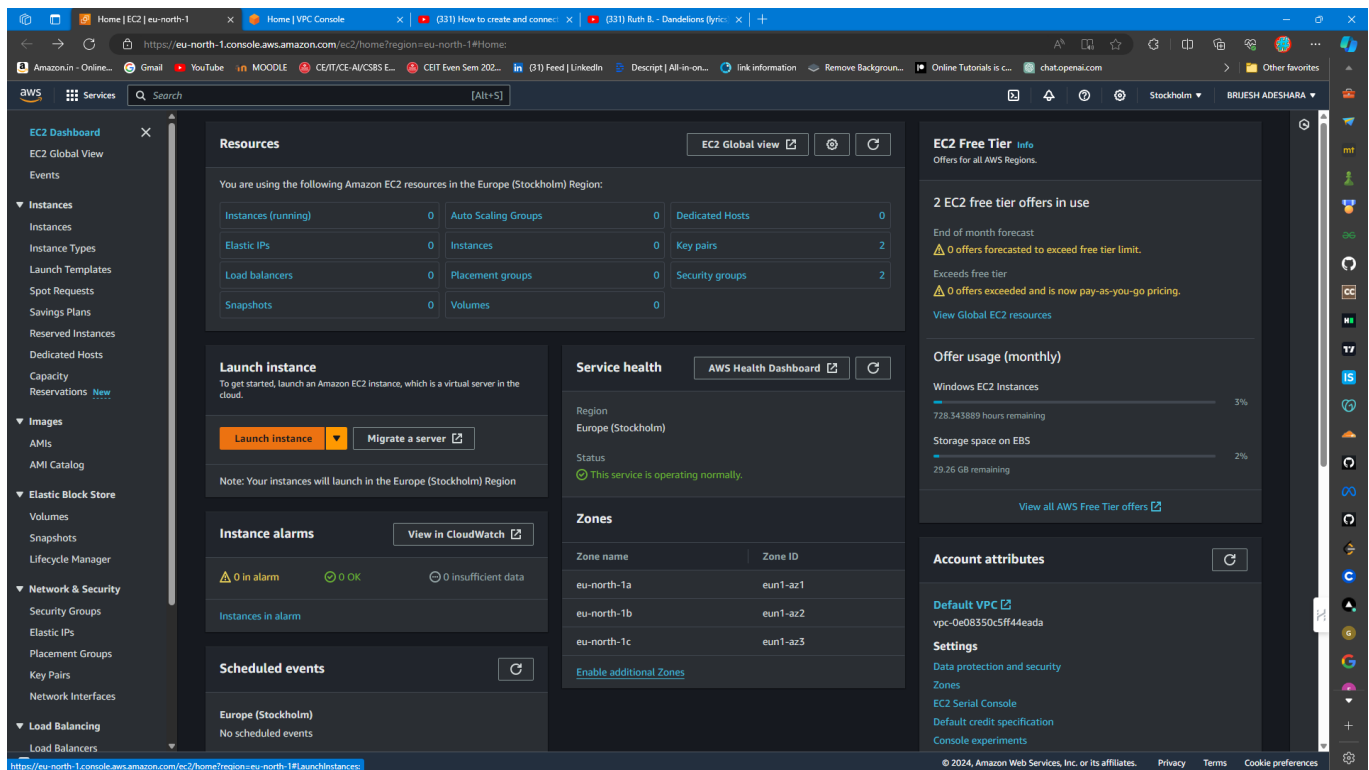 Home | EC2 | eu-north-1
Home | VPC Console
(331) How to create and connec
(331) Ruth B. - Dandelions (lyrics
https://eu-north-1.console.aws.amazon.com/ec2/home?region=eu-north-1#Home:
Amazon.in - Online...
Gmail
YouTube
MOODLE
CE/IT/CE-AI/CSBS E...
CEIT Even Sem 202...
(31) Feed | LinkedIn
Descript | All-in-on...
link information
Remove Backgroun...
Online Tutorials is c...
chat.openai.com
Other favorites
aws
Services
Search
[Alt+S]
Stockholm
BRIJESH ADESHARA
EC2 Dashboard
EC2 Global View
Events
Instances
Instances
Instance Types
Launch Templates
Spot Requests
Savings Plans
Reserved Instances
Dedicated Hosts
Capacity
Reservations New
Images
AMIs
AMI Catalog
Elastic Block Store
Volumes
Snapshots
Lifecycle Manager
Network & Security
Security Groups
Elastic IPs
Placement Groups
Key Pairs
Network Interfaces
Load Balancing
Load Balancers
https://eu-north-1.console.aws.amazon.com/ec2/home?region=eu-north-1#LaunchInstances:
Resources
EC2 Global view
You are using the following Amazon EC2 resources in the Europe (Stockholm) Region:
Instances (running) 0 Auto Scaling Groups 0 Dedicated Hosts 0
Elastic IPs 0 Instances 0 Key pairs 2
Load balancers 0 Placement groups 0 Security groups 2
Snapshots 0 Volumes 0
Launch instance
To get started, launch an Amazon EC2 instance, which is a virtual server in the
cloud.
Launch instance
Migrate a server
Note: Your instances will launch in the Europe (Stockholm) Region
Instance alarms
View in CloudWatch
0 in alarm
0 OK
0 insufficient data
Instances in alarm
Scheduled events
Europe (Stockholm)
No scheduled events
Service health
AWS Health Dashboard
Region
Europe (Stockholm)
Status
This service is operating normally.
Zones
Zone name Zone ID
eu-north-1a eun1-az1
eu-north-1b eun1-az2
eu-north-1c eun1-az3
Enable additional Zones
EC2 Free Tier Info
Offers for all AWS Regions.
2 EC2 free tier offers in use
End of month forecast
0 offers forecasted to exceed free tier limit.
Exceeds free tier
0 offers exceeded and is now pay-as-you-go pricing.
View Global EC2 resources
Offer usage (monthly)
Windows EC2 Instances
3%
728.343889 hours remaining
Storage space on EBS
2%
29.26 GB remaining
View all AWS Free Tier offers
Account attributes
Default VPC
vpc-0e08350c5ff44eada
Settings
Data protection and security
Zones
EC2 Serial Console
Default credit specification
Console experiments
© 2024, Amazon Web Services, Inc. or its affiliates.
Privacy
Terms
Cookie preferences